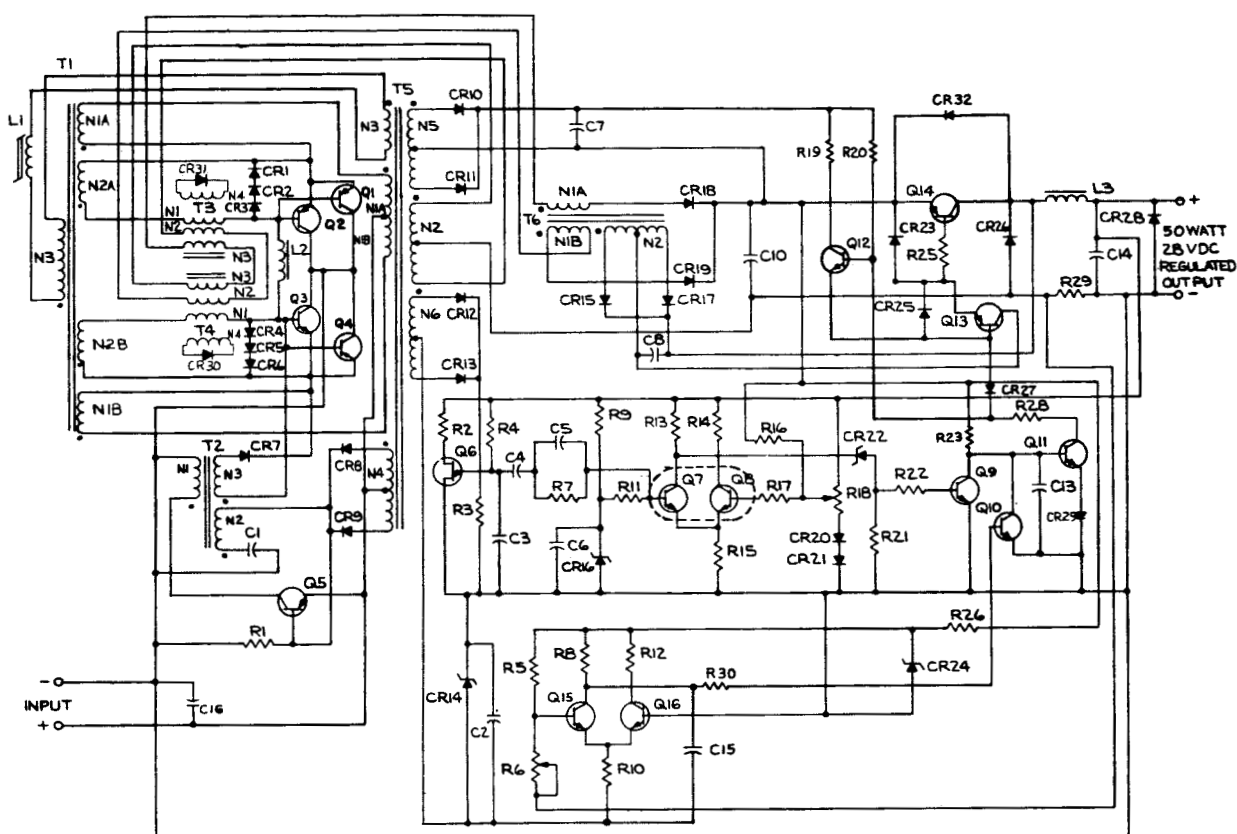 T1
T5
L1
N1A
N3
N5
CR10
C7
CR32
R19
R20
N2A
CR31
N4
CR1
CR2
CR37
T3
N1
N2
Q1
Q2
N1A
N1B
CR11
N1A
CR18
Q14
L3
CR28
+
50 WATT
28 VDC
REGULATED
OUTPUT
-
N3
N3
N3
N2
L2
N2
T6
N1B
N2
CR19
C10
Q12
CR23
R25
CR26
C14
R29
N1
Q3
Q4
N6
CR12
CR15
CR17
CR25
Q13
N2B
T4
N4
CR30
CR4
CR5
CR6
CR13
C8
CR27
N1B
R2
R4
R9
R13
R14
R16
CR22
R23
R28
Q11
T2
N1
CR7
N3
CR8
N4
Q6
C4
C5
R7
R11
Q7
Q8
R17
R18
R22
Q9
Q10
C13
CR29
N2
C1
CR9
R3
C3
C6
CR16
R15
CR20
CR21
R21
Q5
R1
R26
R5
R8
R12
CR24
-
INPUT
+
C16
CR14
C2
Q15
Q16
R30
R6
R10
C15